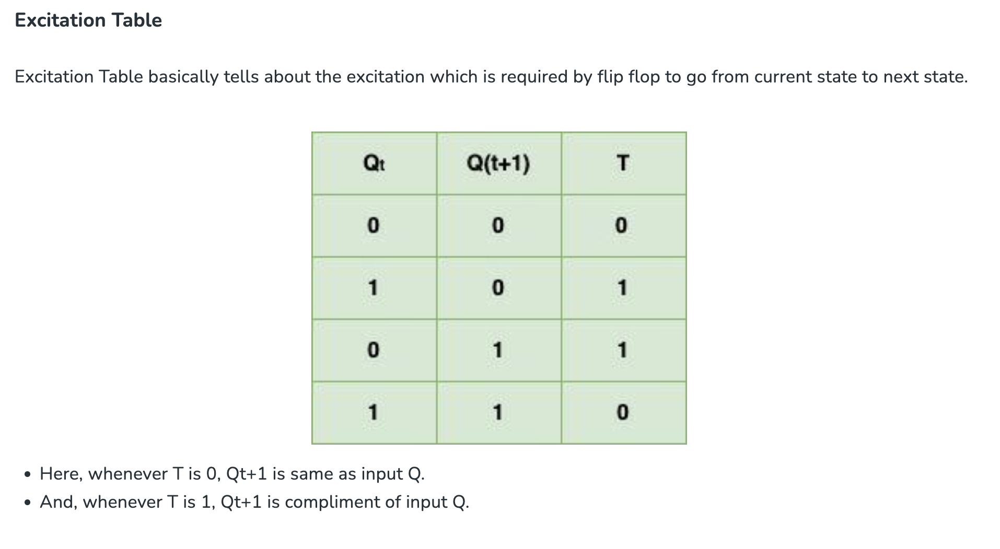 Excitation Table
Excitation Table basically tells about the excitation which is required by flip flop to go from current state to next state.
Qt Q(t+1) T
0 0 0
1 0 1
0 1 1
1 1 0
• Here, whenever T is 0, Qt+1 is same as input Q.
• And, whenever T is 1, Qt+1 is compliment of input Q.